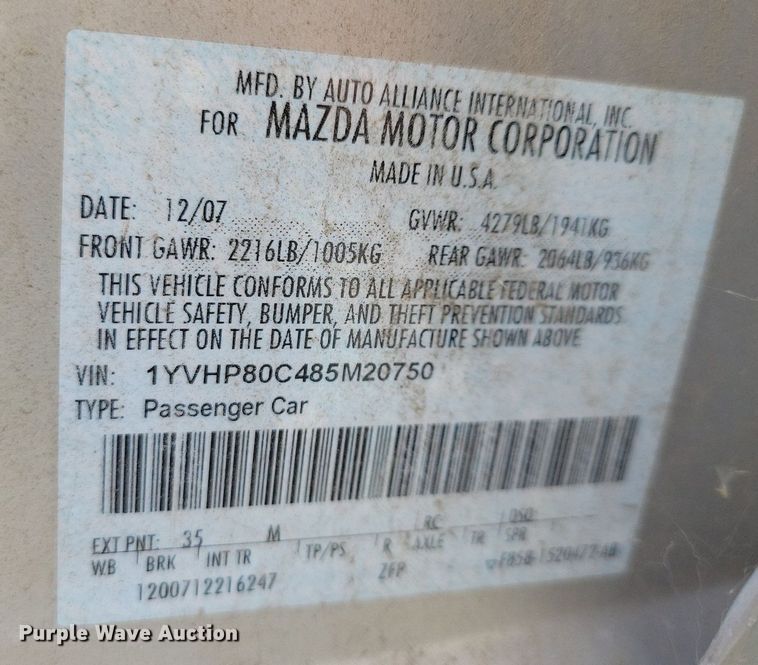 MFD. BY AUTO ALLIANCE INTERNATIONAL, INC.
FOR MAZDA MOTOR CORPORATION
MADE IN U.S.A.
DATE: 12/07 GVWR: 4279LB/1941KG
FRONT GAWR: 2216LB/1005KG REAR GAWR: 2064LB/936KG
THIS VEHICLE CONFORMS TO ALL APPLICABLE FEDERAL MOTOR
VEHICLE SAFETY, BUMPER, AND THEFT PREVENTION STANDARDS
IN EFFECT ON THE DATE OF MANUFACTURE SHOWN ABOVE
VIN: 1YVHP80C485M20750
TYPE: Passenger Car
EXT PNT: 35 M RC: DSO:
WB BRK INT TR TP/PS R AXLE TR SPR
1200712216247 ZFP
Purple Wave Auction